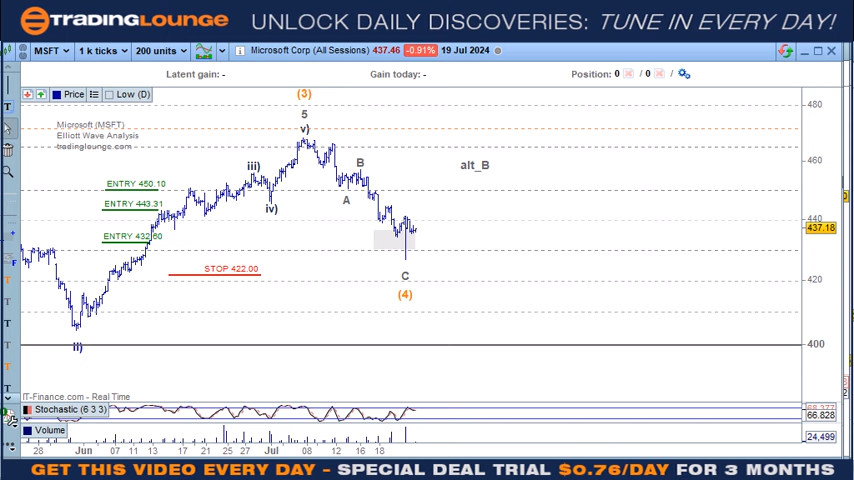 TRADINGLOUNGE UNLOCK DAILY DISCOVERIES: TUNE IN EVERY DAY!
MSFT 1 k ticks 200 units Microsoft Corp (All Sessions) 437.46 -0.91% 19 Jul 2024
Latent gain: - Gain today: - Position: 0 / 0
Price Low (D)
(3)
480
5
Microsoft (MSFT)
v)
Elliott Wave Analysis
tradinglounge.com
iii)
B
alt_B
460
ENTRY 450.10
A
ENTRY 443.31
iv)
440
437.18
ENTRY 432.60
STOP 422.00
C
420
(4)
ii)
400
IT-Finance.com - Real Time
Stochastic (6 3 3)
66.828
Volume
24,499
28 Jun 07 11 13 17 21 25 27 Jul 08 12 16 18
GET THIS VIDEO EVERY DAY - SPECIAL DEAL TRIAL $0.76/DAY FOR 3 MONTHS